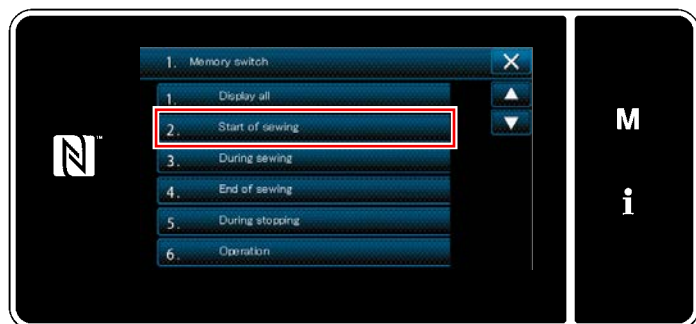 1. Memory switch
1. Display all
2. Start of sewing
3. During sewing
4. End of sewing
5. During stopping
6. Operation
M
i